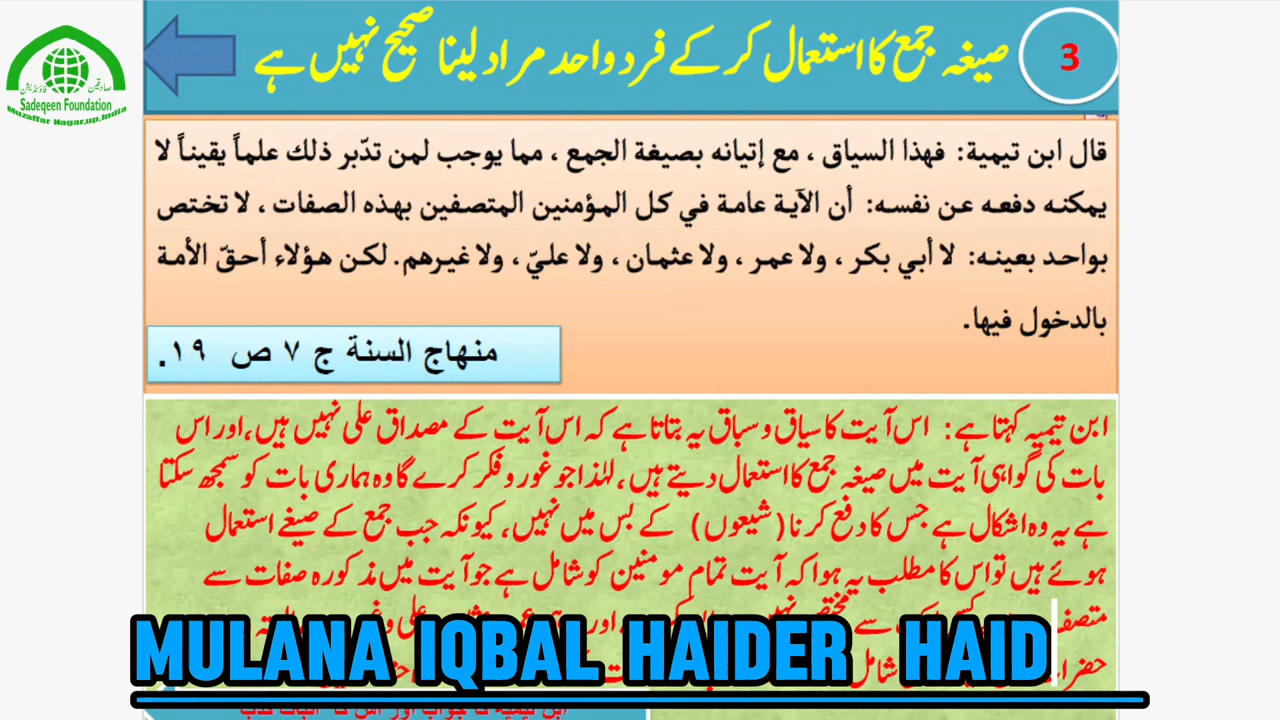 صادقین فاؤنڈیشن
Sadeqeen Foundation
Muzaffar Nagar,up,India
3
صیغہ جمع کا استعمال کر کے فرد واحد مراد لینا صحیح نہیں ہے
قال ابن تيمية: فهذا السياق ، مع إتيانه بصيغة الجمع ، مما يوجب لمن تدّبر ذلك علماً يقيناً لا
يمكنه دفعه عن نفسه: أن الآية عامة في كل المؤمنين المتصفين بهذه الصفات ، لا تختص
بواحد بعينه: لا أبي بكر ، ولا عمر ، ولا عثمان ، ولا عليّ ، ولا غيرهم. لكن هؤلاء أحقّ الأمة
بالدخول فيها.
منهاج السنة ج ٧ ص ١٩.
ابن تیمیہ کہتا ہے: اس آیت کا سیاق و سباق یہ بتاتا ہے کہ اس آیت کے مصداق علی نہیں ہیں، اور اس
بات کی گواہی آیت میں صیغہ جمع کا استعمال دیتے ہیں، لہٰذا جو غور و فکر کرے گا وہ ہماری بات کو سمجھ سکتا
ہے یہ وہ اشکال ہے جس کا دفع کرنا (شیعوں) کے بس میں نہیں، کیونکہ جب جمع کے صیغے استعمال
ہوئے ہیں تو اس کا مطلب یہ ہوا کہ آیت تمام مومنین کو شامل ہے جو آیت میں مذکورہ صفات سے
متصف
MULANA IQBAL HAIDER HAID